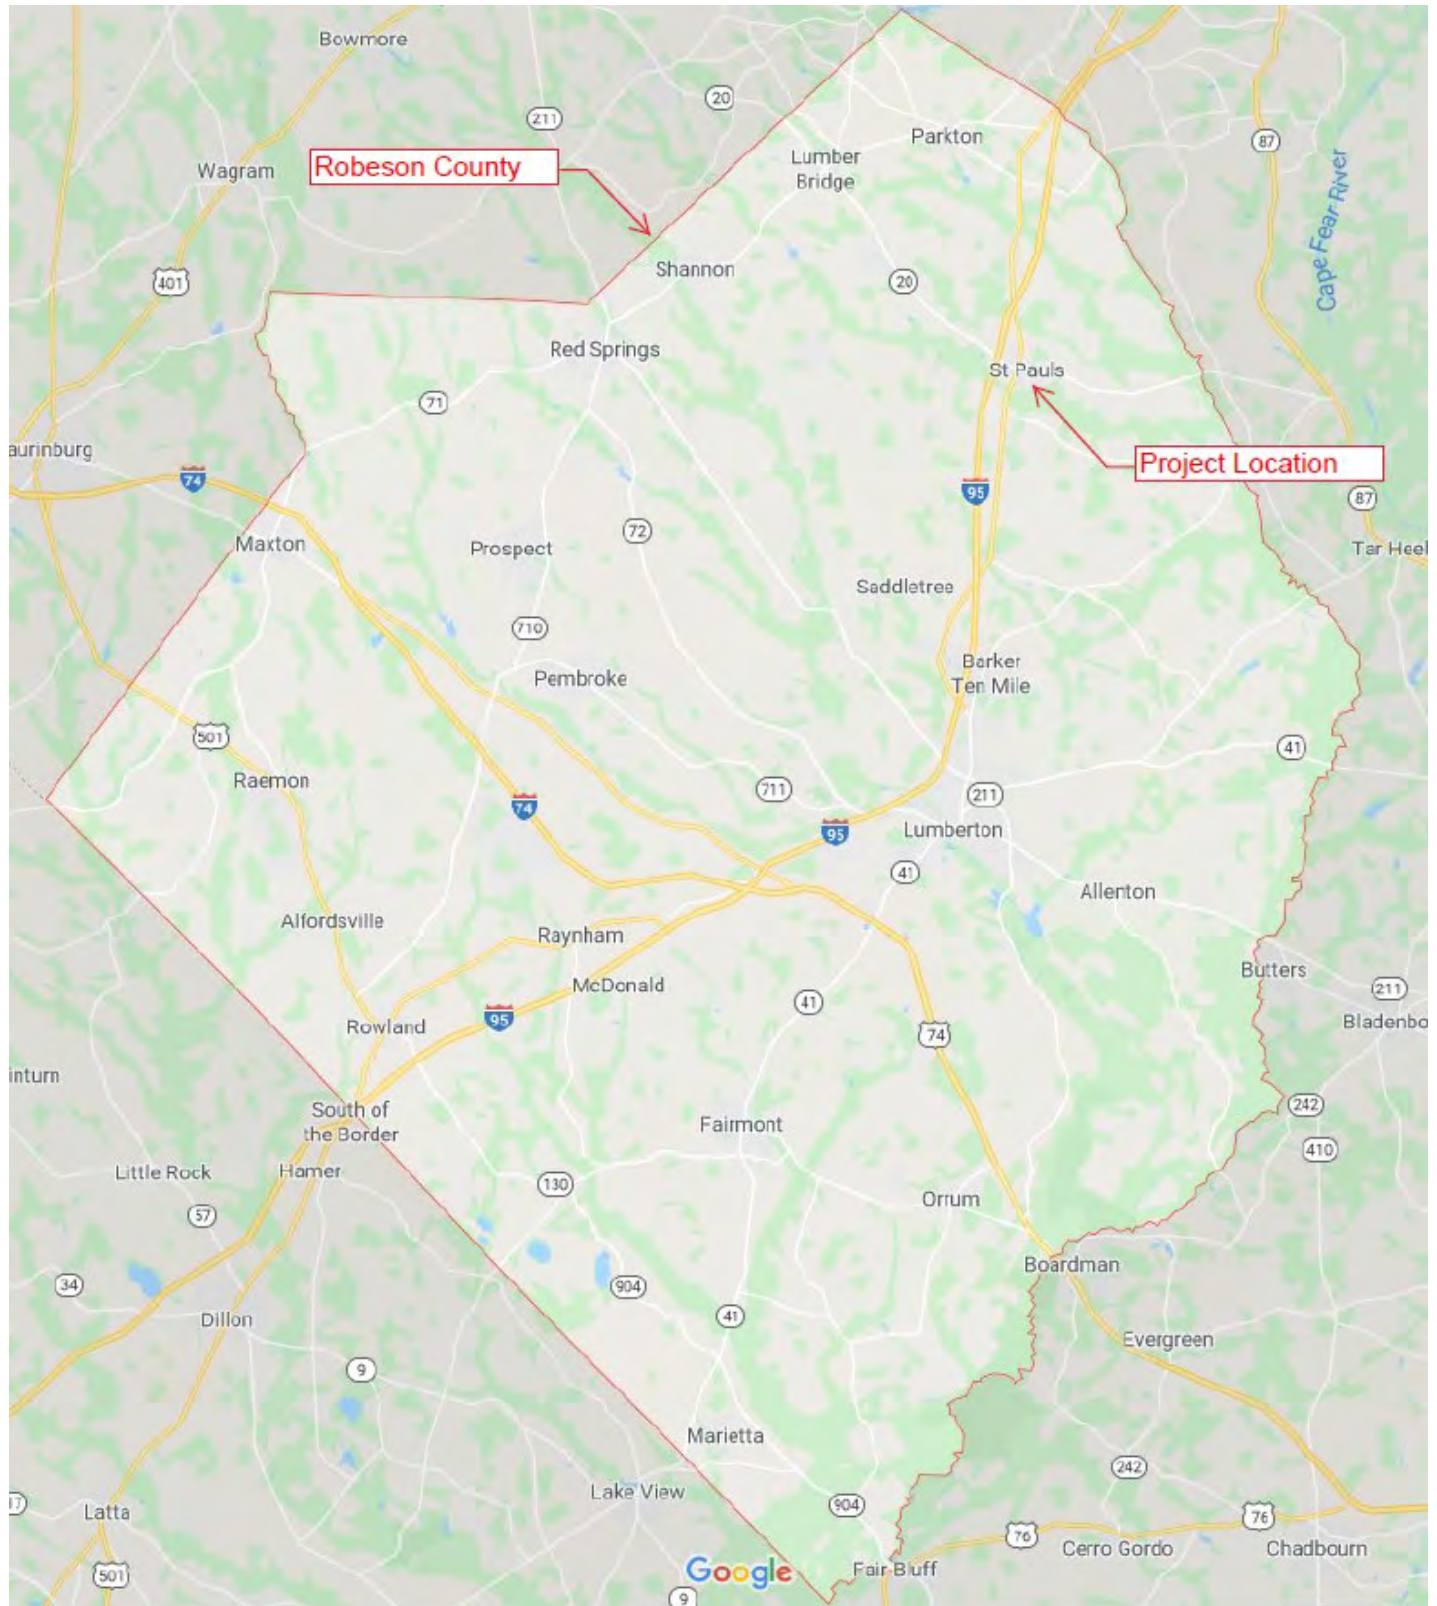 Bowmore
20
211
Parkton
87
Lumber
Bridge
Robeson County
Wagram
Cape Fear River
Shannon
401
20
Red Springs
St Pauls
71
aurinburg
Project Location
74
95
87
72
Maxton
Prospect
Tar Heel
Saddletree
710
Barker
Ten Mile
Pembroke
501
41
Raemon
711
211
74
95
Lumberton
41
Allenton
Alfordsville
Raynham
Butters
McDonald
211
41
95
Rowland
Bladenbo
74
inturn
South of
the Border
242
Fairmont
410
Little Rock
Hamer
130
Orrum
57
Boardman
34
904
41
Dillon
Evergreen
9
Marietta
242
Lake View
17
904
Latta
76
76
Cerro Gordo
Chadbourn
Google
Fair Bluff
501
9